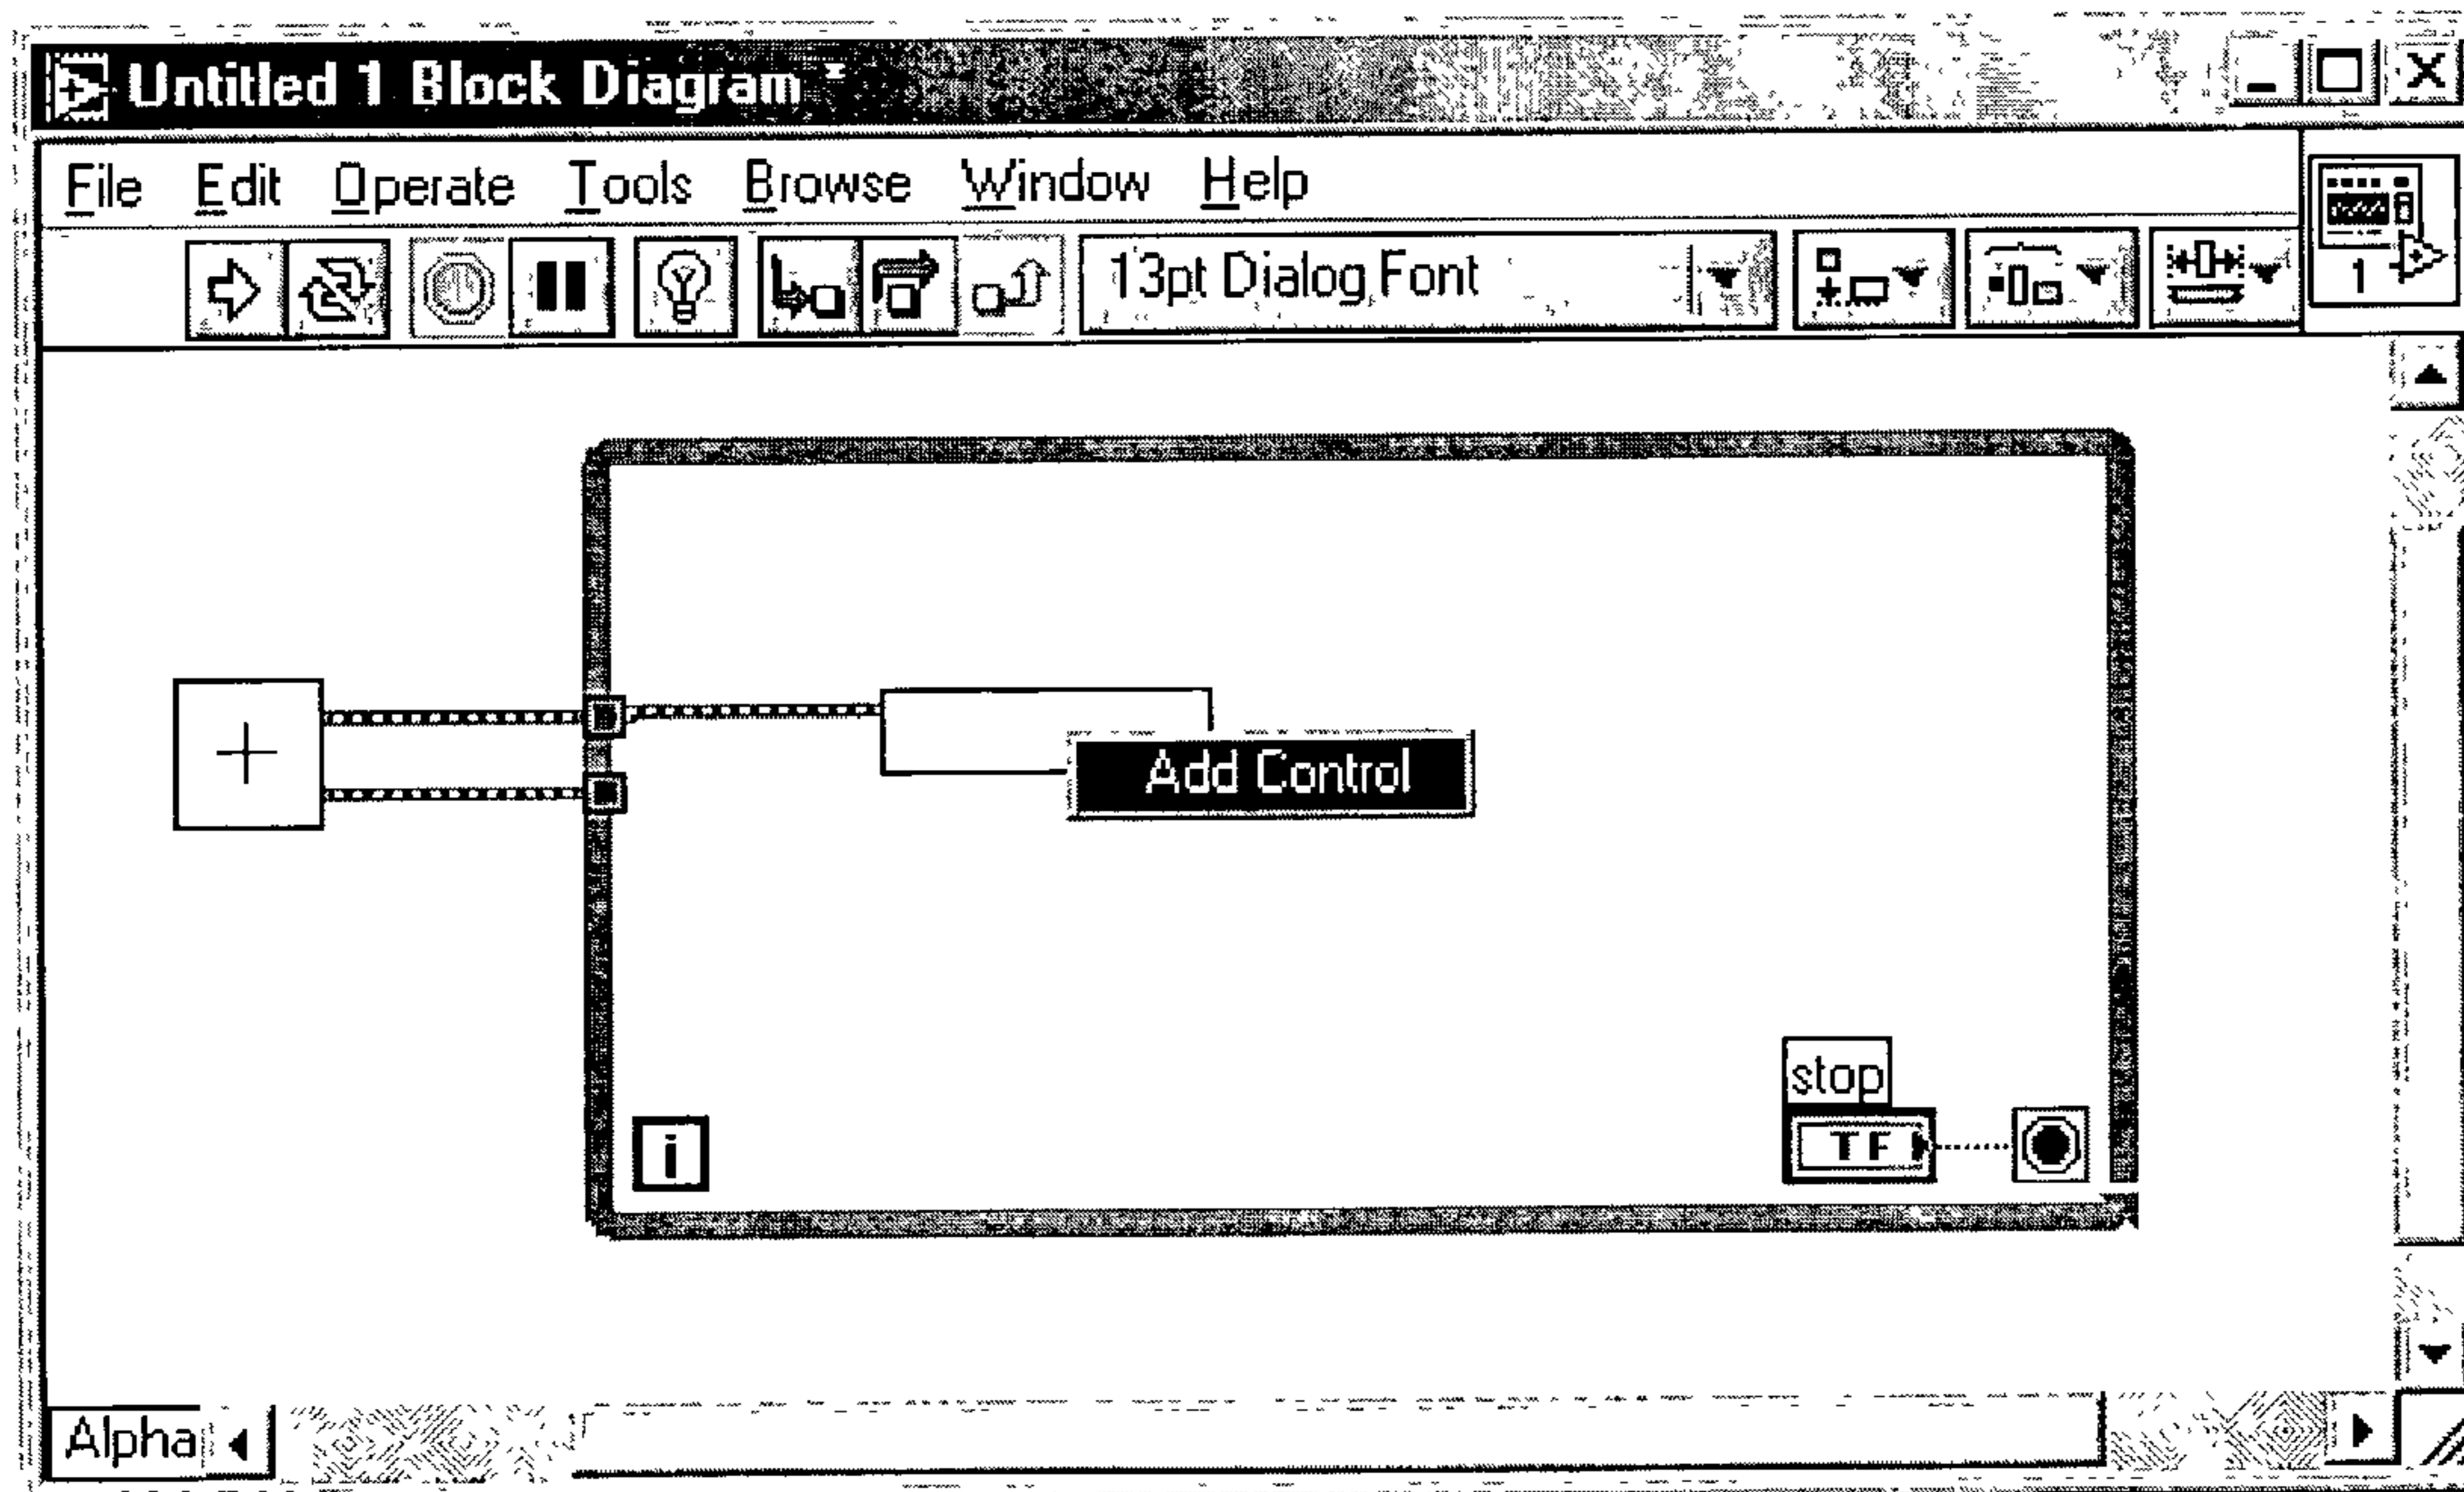 Untitled 1 Block Diagram *
File Edit Operate Tools Browse Window Help
13pt Dialog Font
1
Add Control
stop
i
TF
Alpha